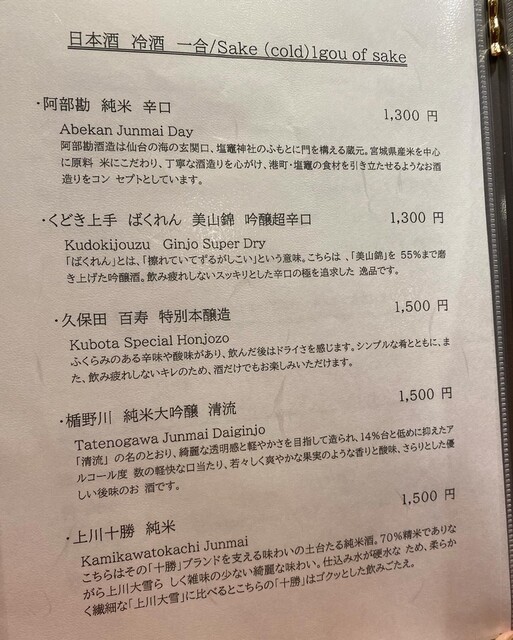 日本酒 冷酒 一合/Sake (cold)1gou of sake
・阿部勘 純米 辛口 1,300 円
Abekan Junmai Day
阿部勘酒造は仙台の海の玄関口、塩竈神社のふもとに門を構える蔵元。宮城県産米を中心
に原料 米にこだわり、丁寧な酒造りを心がけ、港町・塩竈の食材を引き立たせるようなお酒
造りをコン セプトとしています。
・くどき上手 ばくれん 美山錦 吟醸超辛口 1,300 円
Kudokijouzu Ginjo Super Dry
「ばくれん」とは、「擦れていてずるがしこい」という意味。こちらは 、「美山錦」を 55%まで磨
き上げた吟醸酒。飲み疲れしないスッキリとした辛口の極を追求した 逸品です。
・久保田 百寿 特別本醸造 1,500 円
Kubota Special Honjozo
ふくらみのある辛味や酸味があり、飲んだ後はドライさを感じます。シンプルな肴とともに、ま
た、飲み疲れしないキレのため、酒だけでもお楽しみいただけます。
・楯野川 純米大吟醸 清流 1,500 円
Tatenogawa Junmai Daiginjo
「清流」 の名のとおり、綺麗な透明感と軽やかさを目指して造られ、14%台と低めに抑えたア
ルコール度 数の軽快な口当たり、若々しく爽やかな果実のような香りと酸味、さらりとした優
しい後味のお 酒です。
・上川十勝 純米 1,500 円
Kamikawatokachi Junmai
こちらはその「十勝」ブランドを支える味わいの土台たる純米酒。70%精米でありな
がら上川大雪ら しく雑味の少ない綺麗な味わい。仕込み水が硬水な ため、柔らか
く繊細な「上川大雪」に比べるとこちらの「十勝」はゴクッとした飲みごたえ。